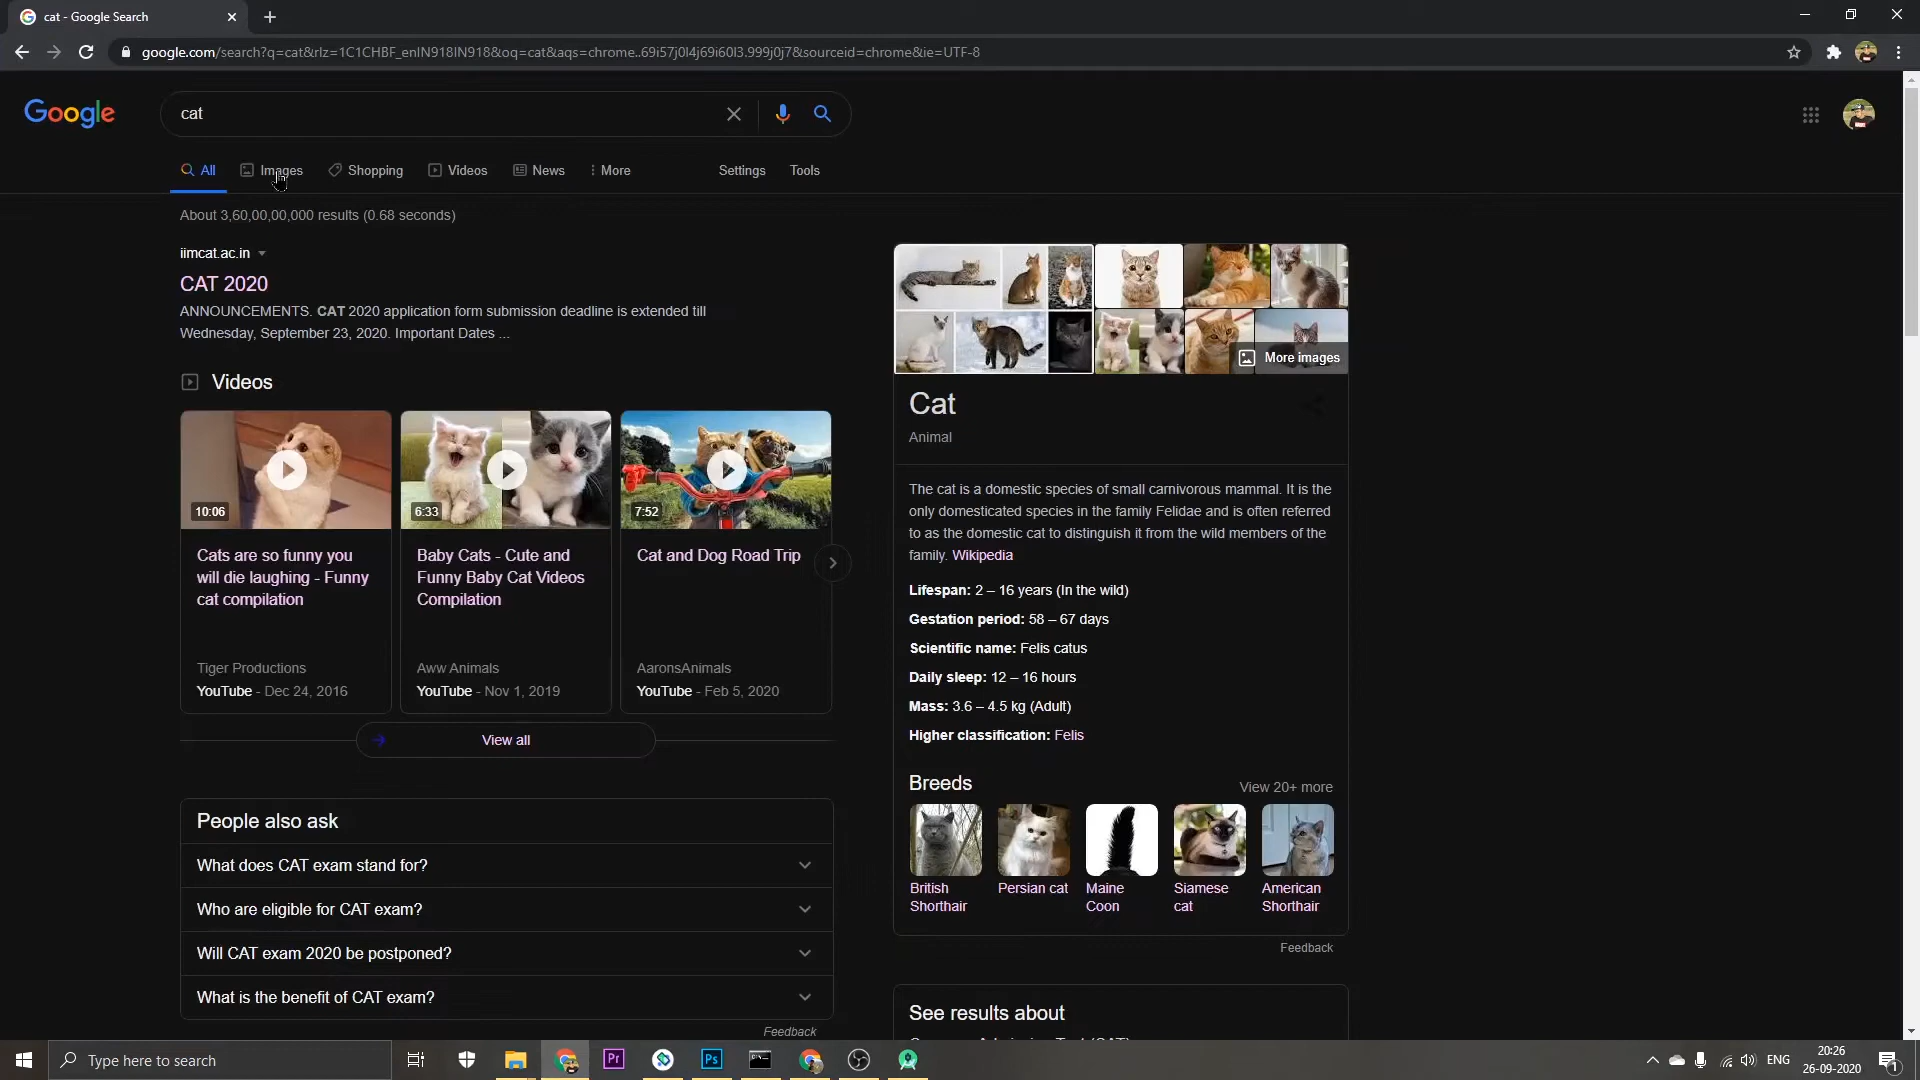 cat - Google Search
google.com/search?q=cat&rlz=1C1CHBF_enIN918IN918&oq=cat&aqs=chrome..69i57j0l4j69i60l3.999j0j7&sourceid=chrome&ie=UTF-8
Google
cat
All
Images
Shopping
Videos
News
More
Settings
Tools
About 3,60,00,00,000 results (0.68 seconds)
iimcat.ac.in
CAT 2020
ANNOUNCEMENTS. CAT 2020 application form submission deadline is extended till
Wednesday, September 23, 2020. Important Dates ...
Videos
10:06
6:33
7:52
Cats are so funny you
will die laughing - Funny
cat compilation
Tiger Productions
YouTube - Dec 24, 2016
Baby Cats - Cute and
Funny Baby Cat Videos
Compilation
Aww Animals
YouTube - Nov 1, 2019
Cat and Dog Road Trip
AaronsAnimals
YouTube - Feb 5, 2020
View all
People also ask
What does CAT exam stand for?
Who are eligible for CAT exam?
Will CAT exam 2020 be postponed?
What is the benefit of CAT exam?
Feedback
More images
Cat
Animal
The cat is a domestic species of small carnivorous mammal. It is the
only domesticated species in the family Felidae and is often referred
to as the domestic cat to distinguish it from the wild members of the
family. Wikipedia
Lifespan: 2 – 16 years (In the wild)
Gestation period: 58 – 67 days
Scientific name: Felis catus
Daily sleep: 12 – 16 hours
Mass: 3.6 – 4.5 kg (Adult)
Higher classification: Felis
Breeds
View 20+ more
British
Shorthair
Persian cat
Maine
Coon
Siamese
cat
American
Shorthair
Feedback
See results about
Type here to search
Pr
Ps
ENG
20:26
26-09-2020
1